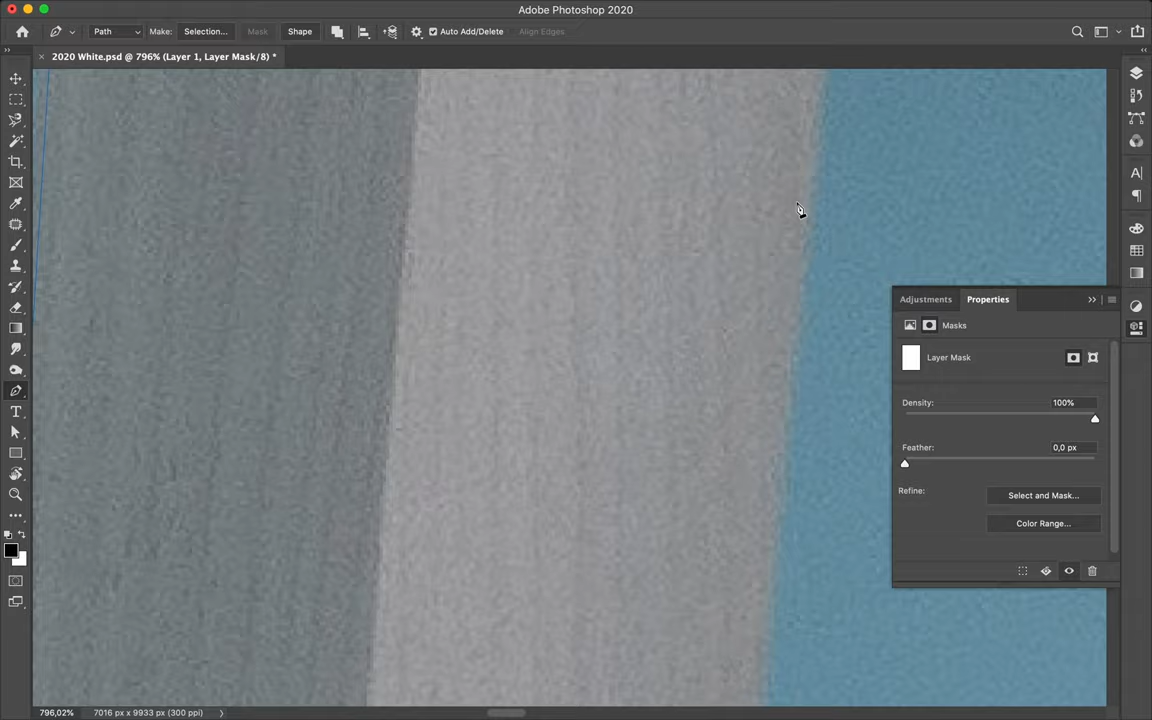 Adobe Photoshop 2020
Path
Make:
Selection...
Mask
Shape
Auto Add/Delete
Align Edges
2020 White.psd @ 796% (Layer 1, Layer Mask/8) *
Adjustments
Properties
Masks
Layer Mask
Density:
100%
Feather:
0,0 px
Refine:
Select and Mask...
Color Range...
796,02%
7016 px x 9933 px (300 ppi)